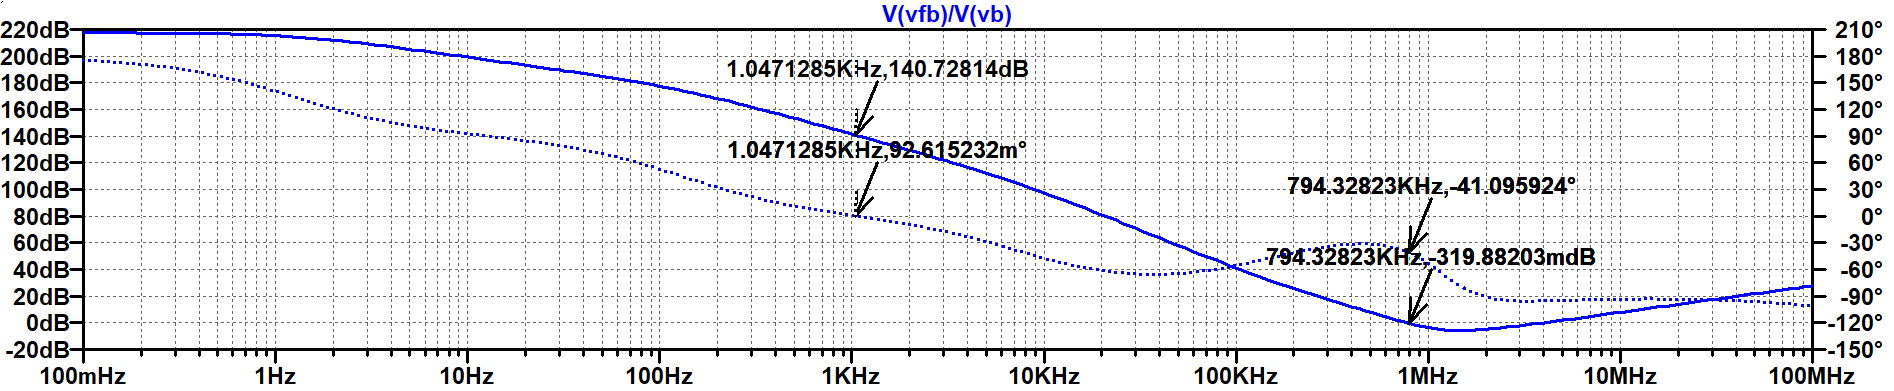 V(vfb)/V(vb)
220dB
200dB
180dB
160dB
140dB
120dB
100dB
80dB
60dB
40dB
20dB
0dB
-20dB
210°
180°
150°
120°
90°
60°
30°
0°
-30°
-60°
-90°
-120°
-150°
1.0471285KHz,140.72814dB
1.0471285KHz,92.615232m°
794.32823KHz,-41.095924°
794.32823KHz,-319.88203mdB
100mHz 1Hz 10Hz 100Hz 1KHz 10KHz 100KHz 1MHz 10MHz 100MHz